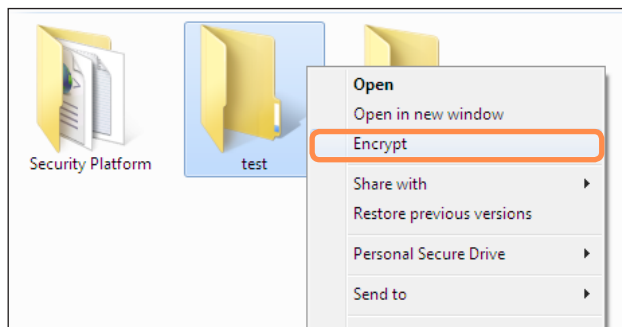 Security Platform
test
Open
Open in new window
Encrypt
Share with
Restore previous versions
Personal Secure Drive
Send to